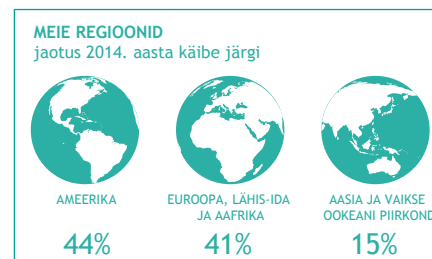 MEIE REGIOONID
jaotus 2014. aasta käibe järgi
AMEERIKA
44%
EUROOPA, LÄHIS-IDA
JA AAFRIKA
41%
AASIA JA VAIKSE
OOKEANI PIIRKOND
15%